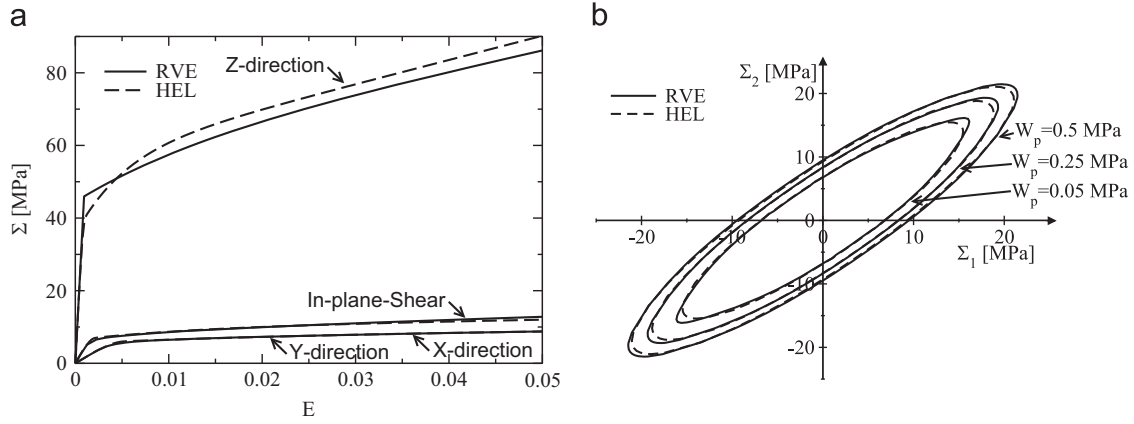 a
b
80
60
40
20
0
Σ [MPa]
RVE
HEL
Z-direction
In-plane-Shear
Y-direction
X-direction
0
0.01
0.02
0.03
0.04
0.05
E
Σ2 [MPa]
RVE
HEL
20
10
Wp=0.5 MPa
Wp=0.25 MPa
Wp=0.05 MPa
-20
-10
0
10
20
Σ1 [MPa]
-10
-20